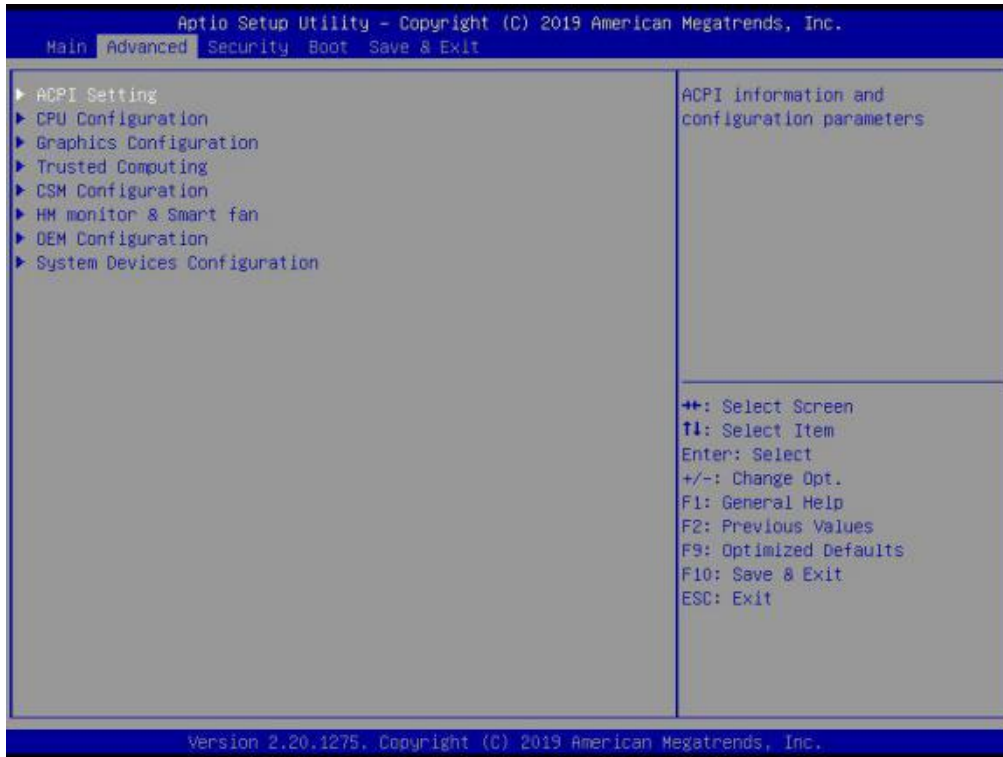 Aptio Setup Utility – Copyright (C) 2019 American Megatrends, Inc.
Main Advanced Security Boot Save & Exit
ACPI Setting
CPU Configuration
Graphics Configuration
Trusted Computing
CSM Configuration
HM monitor & Smart fan
OEM Configuration
System Devices Configuration
ACPI information and
configuration parameters
→←: Select Screen
↑↓: Select Item
Enter: Select
+/-: Change Opt.
F1: General Help
F2: Previous Values
F9: Optimized Defaults
F10: Save & Exit
ESC: Exit
Version 2.20.1275. Copyright (C) 2019 American Megatrends, Inc.